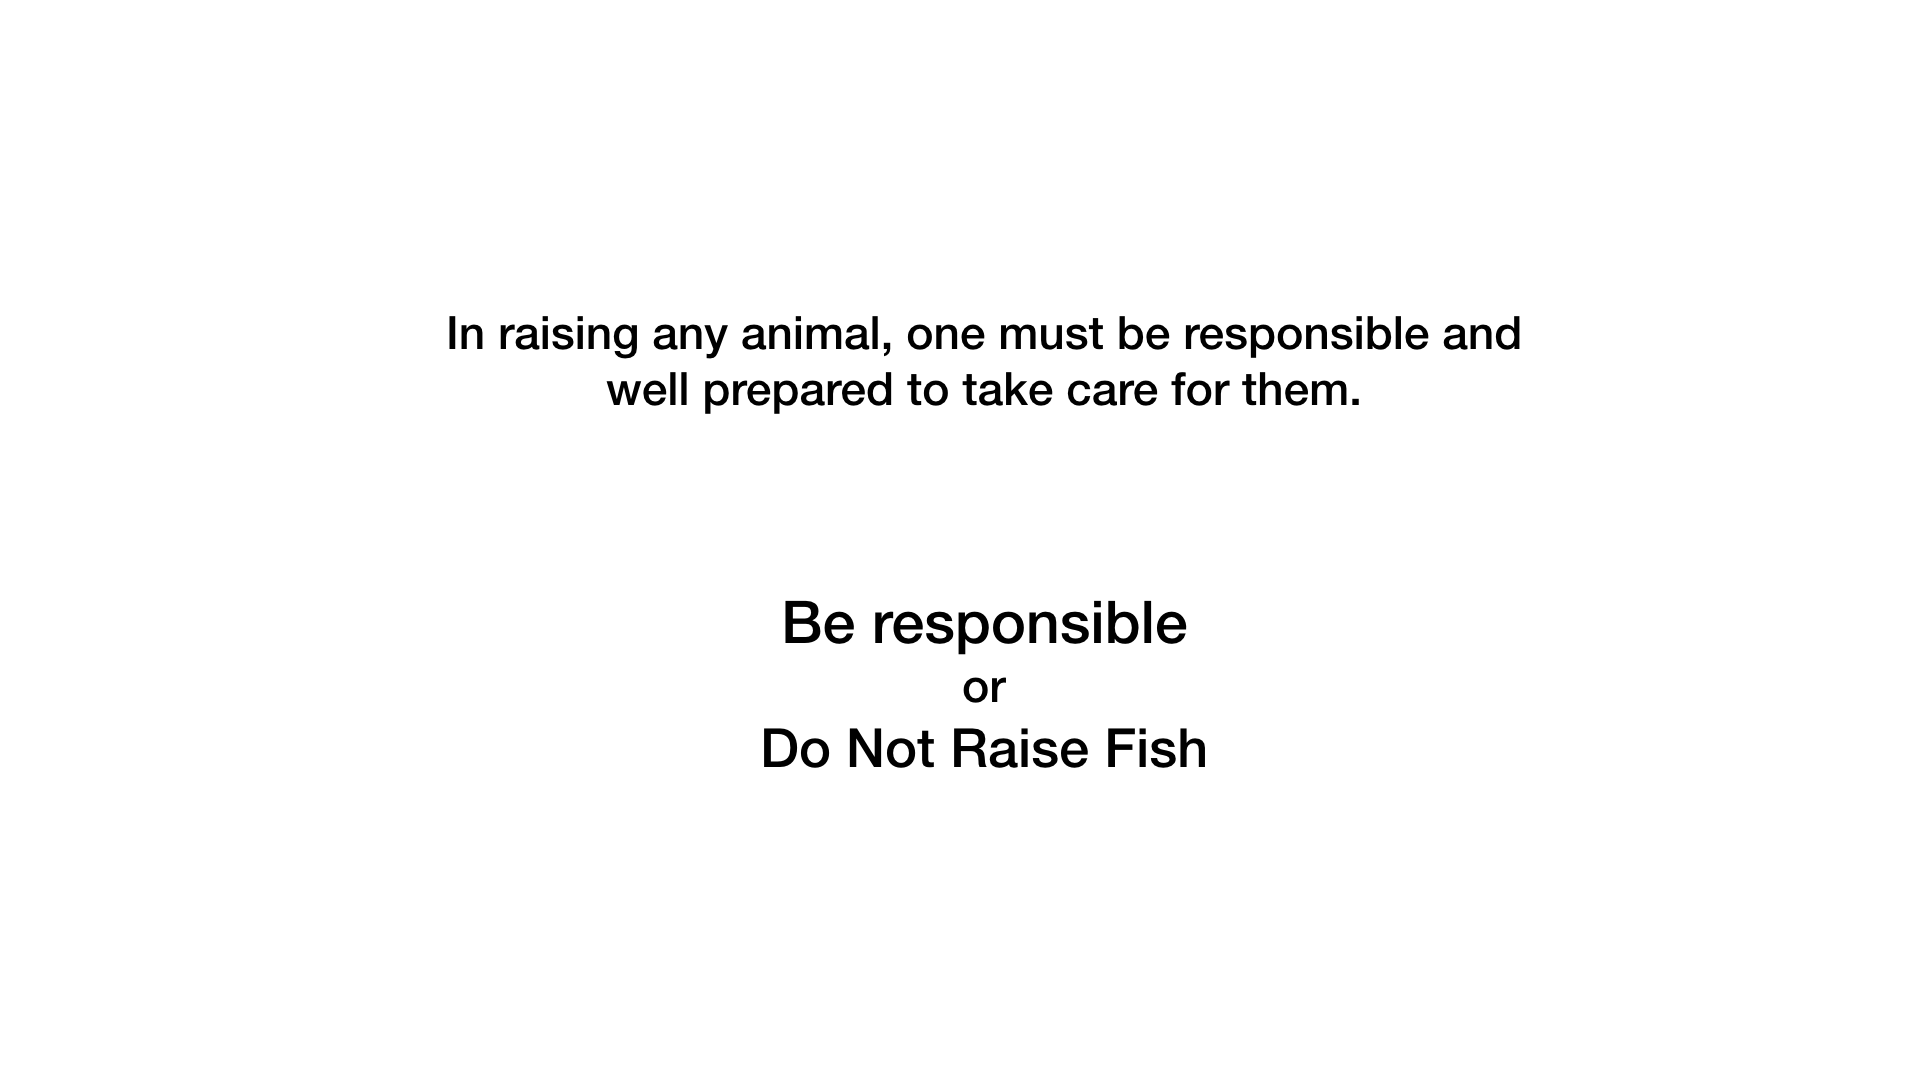 In raising any animal, one must be responsible and
well prepared to take care for them.
Be responsible
or
Do Not Raise Fish